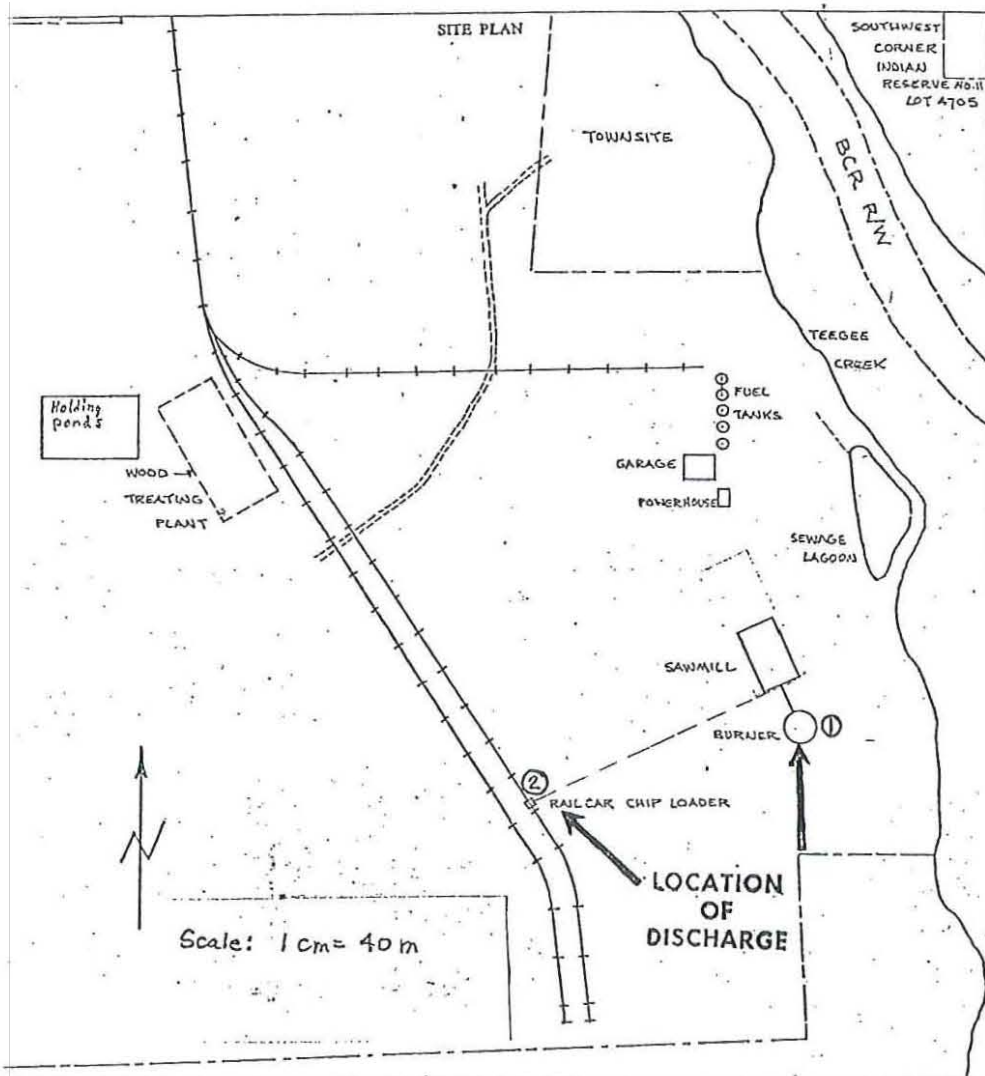 SITE PLAN
SOUTHWEST
CORNER
INDIAN
RESERVE NO.11
LOT 4705
TOWNSITE
BCR R/W
TEEGEE
CREEK
Holding
ponds
FUEL
TANKS
GARAGE
POWERHOUSE
WOOD
TREATING
PLANT
SEWAGE
LAGOON
SAWMILL
BURNER
1
2
RAILCAR CHIP LOADER
N
LOCATION
OF
DISCHARGE
Scale: 1 cm = 40 m